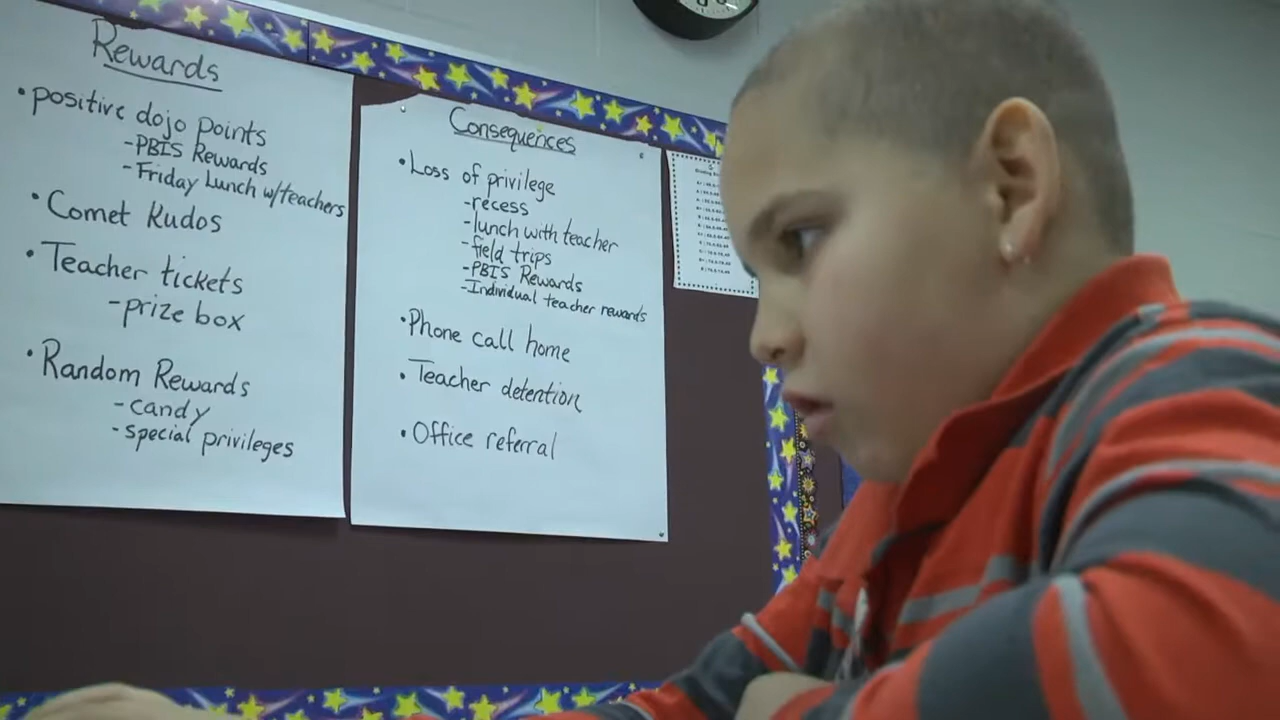 Rewards
• positive dojo points
- PBIS Rewards
- Friday Lunch w/teachers
• Comet Kudos
• Teacher tickets
- prize box
• Random Rewards
- candy
- special privileges
Consequences
• Loss of privilege
- recess
- lunch with teacher
- field trips
- PBIS Rewards
- Individual teacher rewards
• Phone call home
• Teacher detention
• Office referral